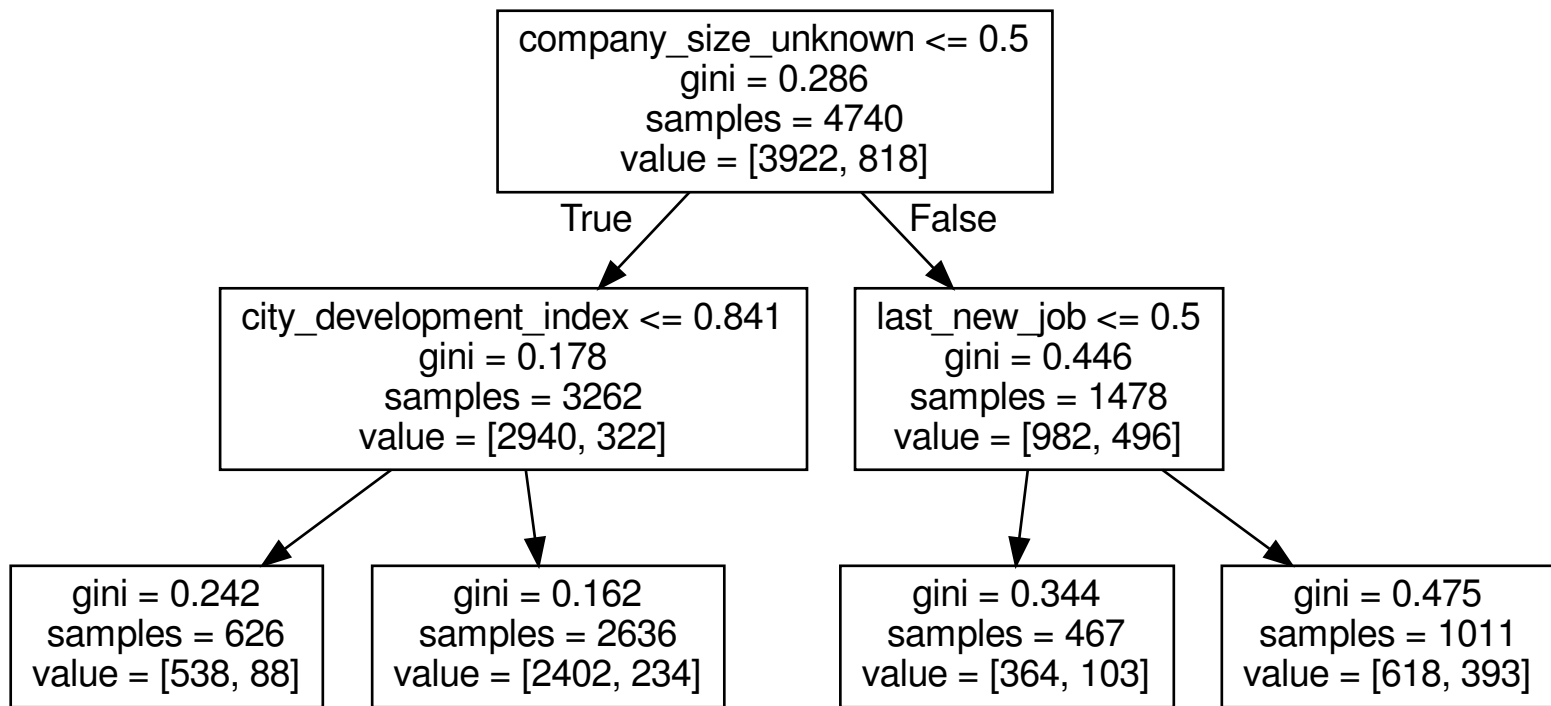 company_size_unknown <= 0.5
gini = 0.286
samples = 4740
value = [3922, 818]
True
False
city_development_index <= 0.841
gini = 0.178
samples = 3262
value = [2940, 322]
last_new_job <= 0.5
gini = 0.446
samples = 1478
value = [982, 496]
gini = 0.242
samples = 626
value = [538, 88]
gini = 0.162
samples = 2636
value = [2402, 234]
gini = 0.344
samples = 467
value = [364, 103]
gini = 0.475
samples = 1011
value = [618, 393]